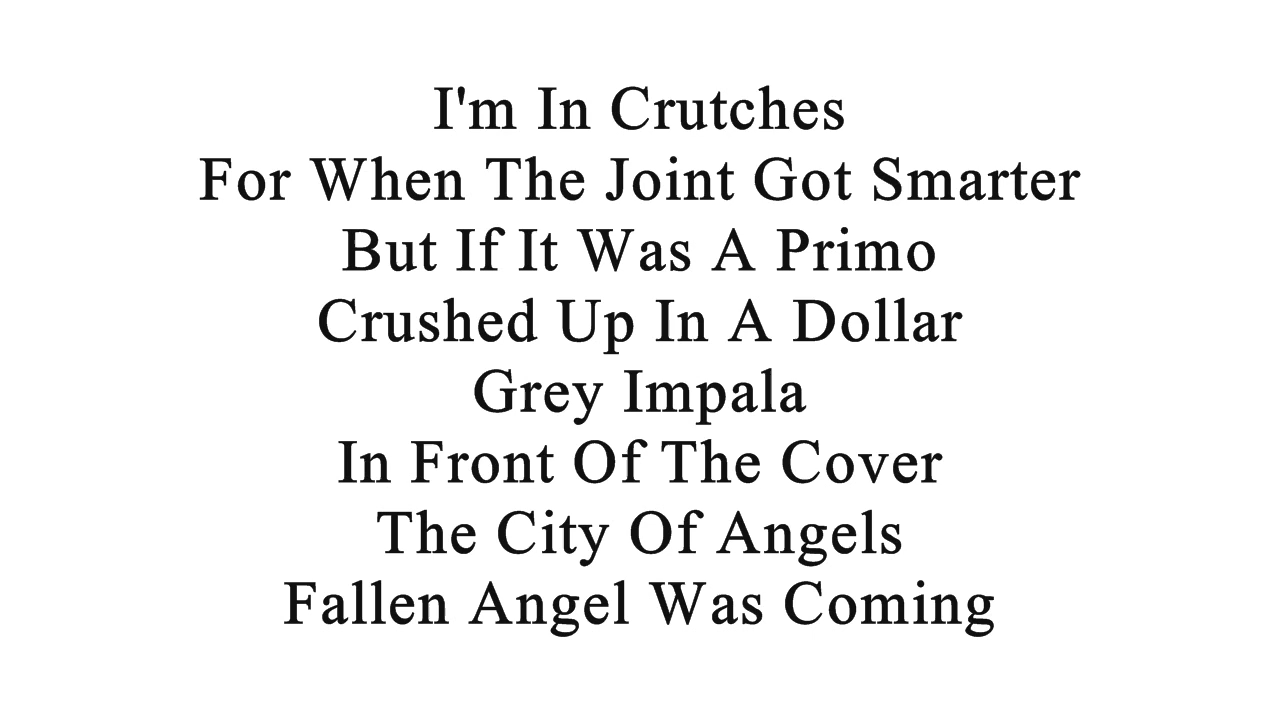 I'm In Crutches
For When The Joint Got Smarter
But If It Was A Primo
Crushed Up In A Dollar
Grey Impala
In Front Of The Cover
The City Of Angels
Fallen Angel Was Coming